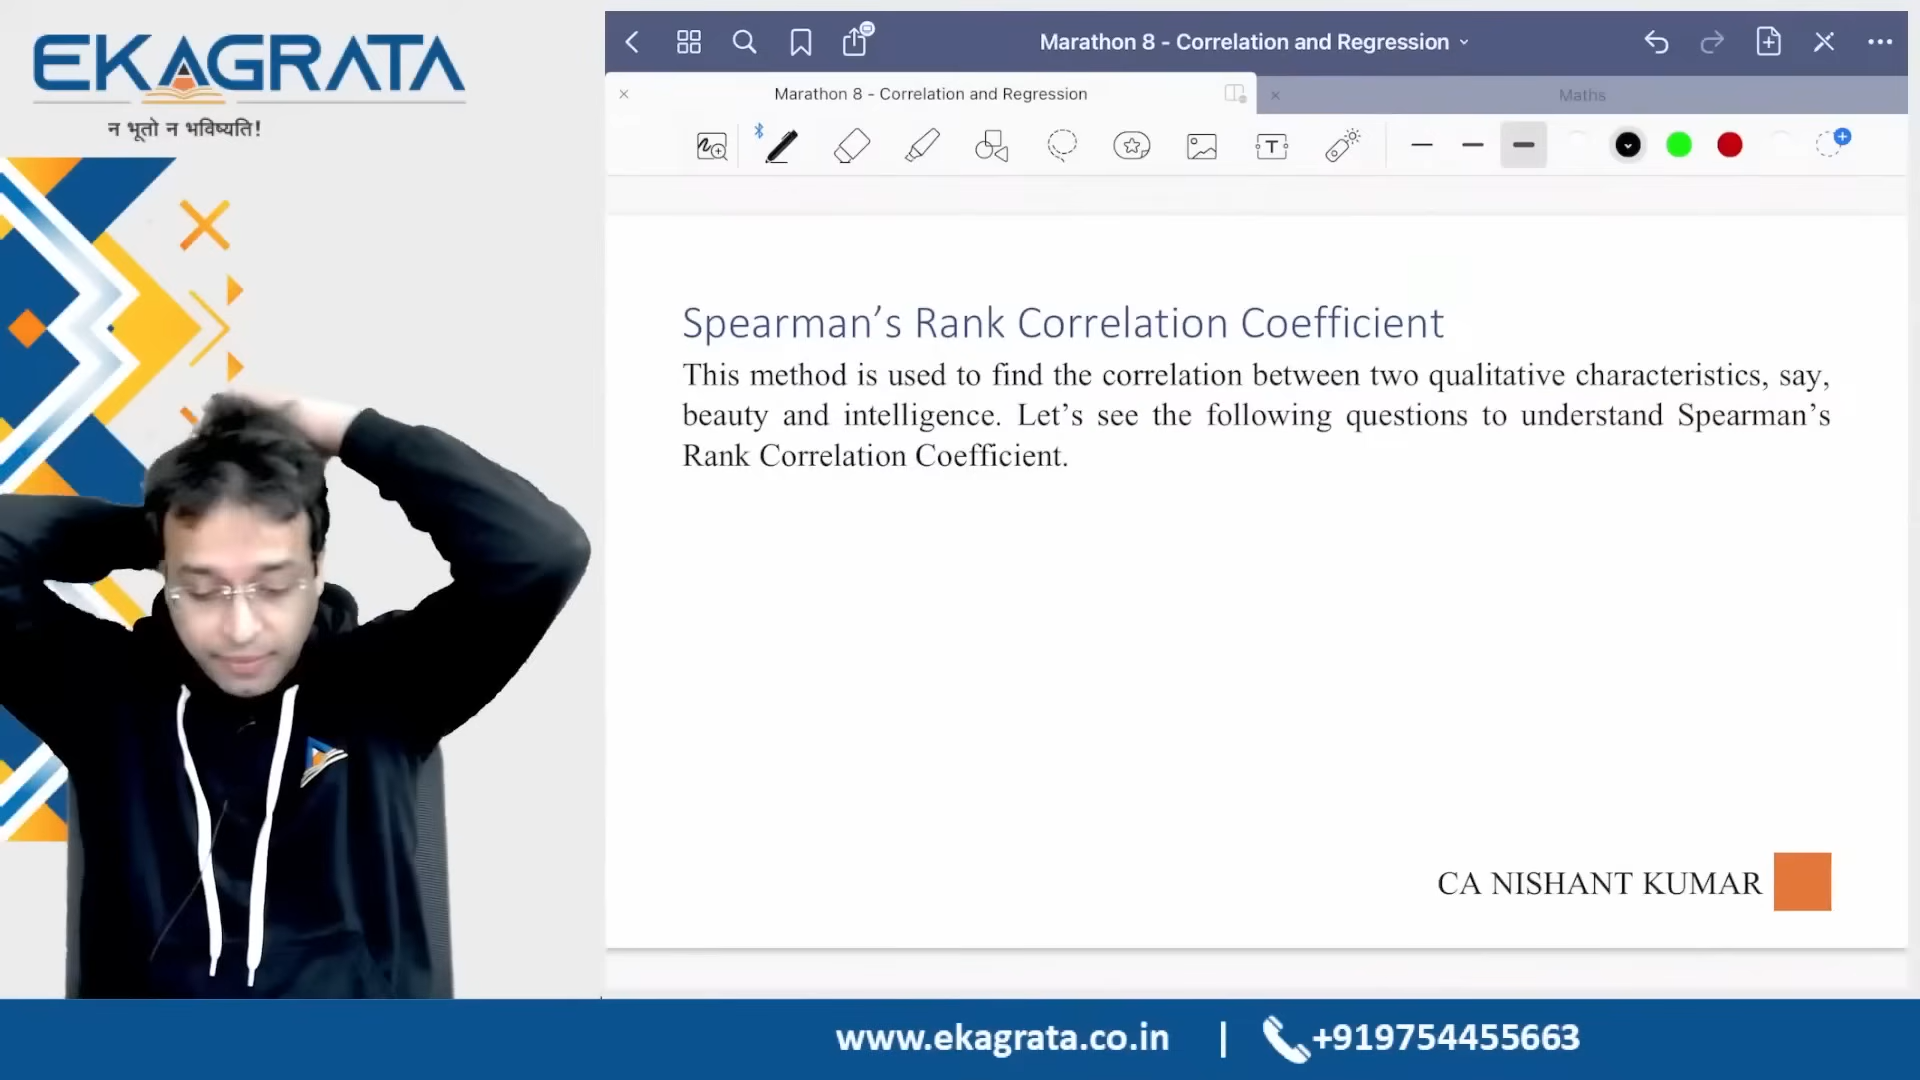 EKAGRATA
न भूतो न भविष्यति!
Marathon 8 - Correlation and Regression
Marathon 8 - Correlation and Regression
Maths
T
Spearman’s Rank Correlation Coefficient
This method is used to find the correlation between two qualitative characteristics, say,
beauty and intelligence. Let’s see the following questions to understand Spearman’s
Rank Correlation Coefficient.
CA NISHANT KUMAR
www.ekagrata.co.in | +919754455663